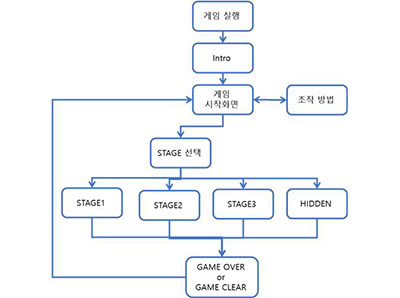 게임 실행
Intro
게임
시작화면
조작 방법
STAGE 선택
STAGE1
STAGE2
STAGE3
HIDDEN
GAME OVER
or
GAME CLEAR